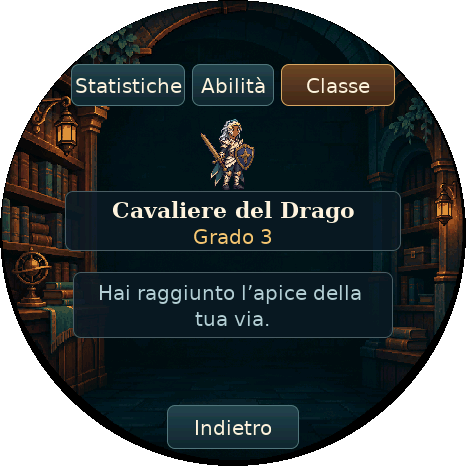 Statistiche Abilità Classe
Cavaliere del Drago
Grado 3
Hai raggiunto l’apice della
tua via.
Indietro